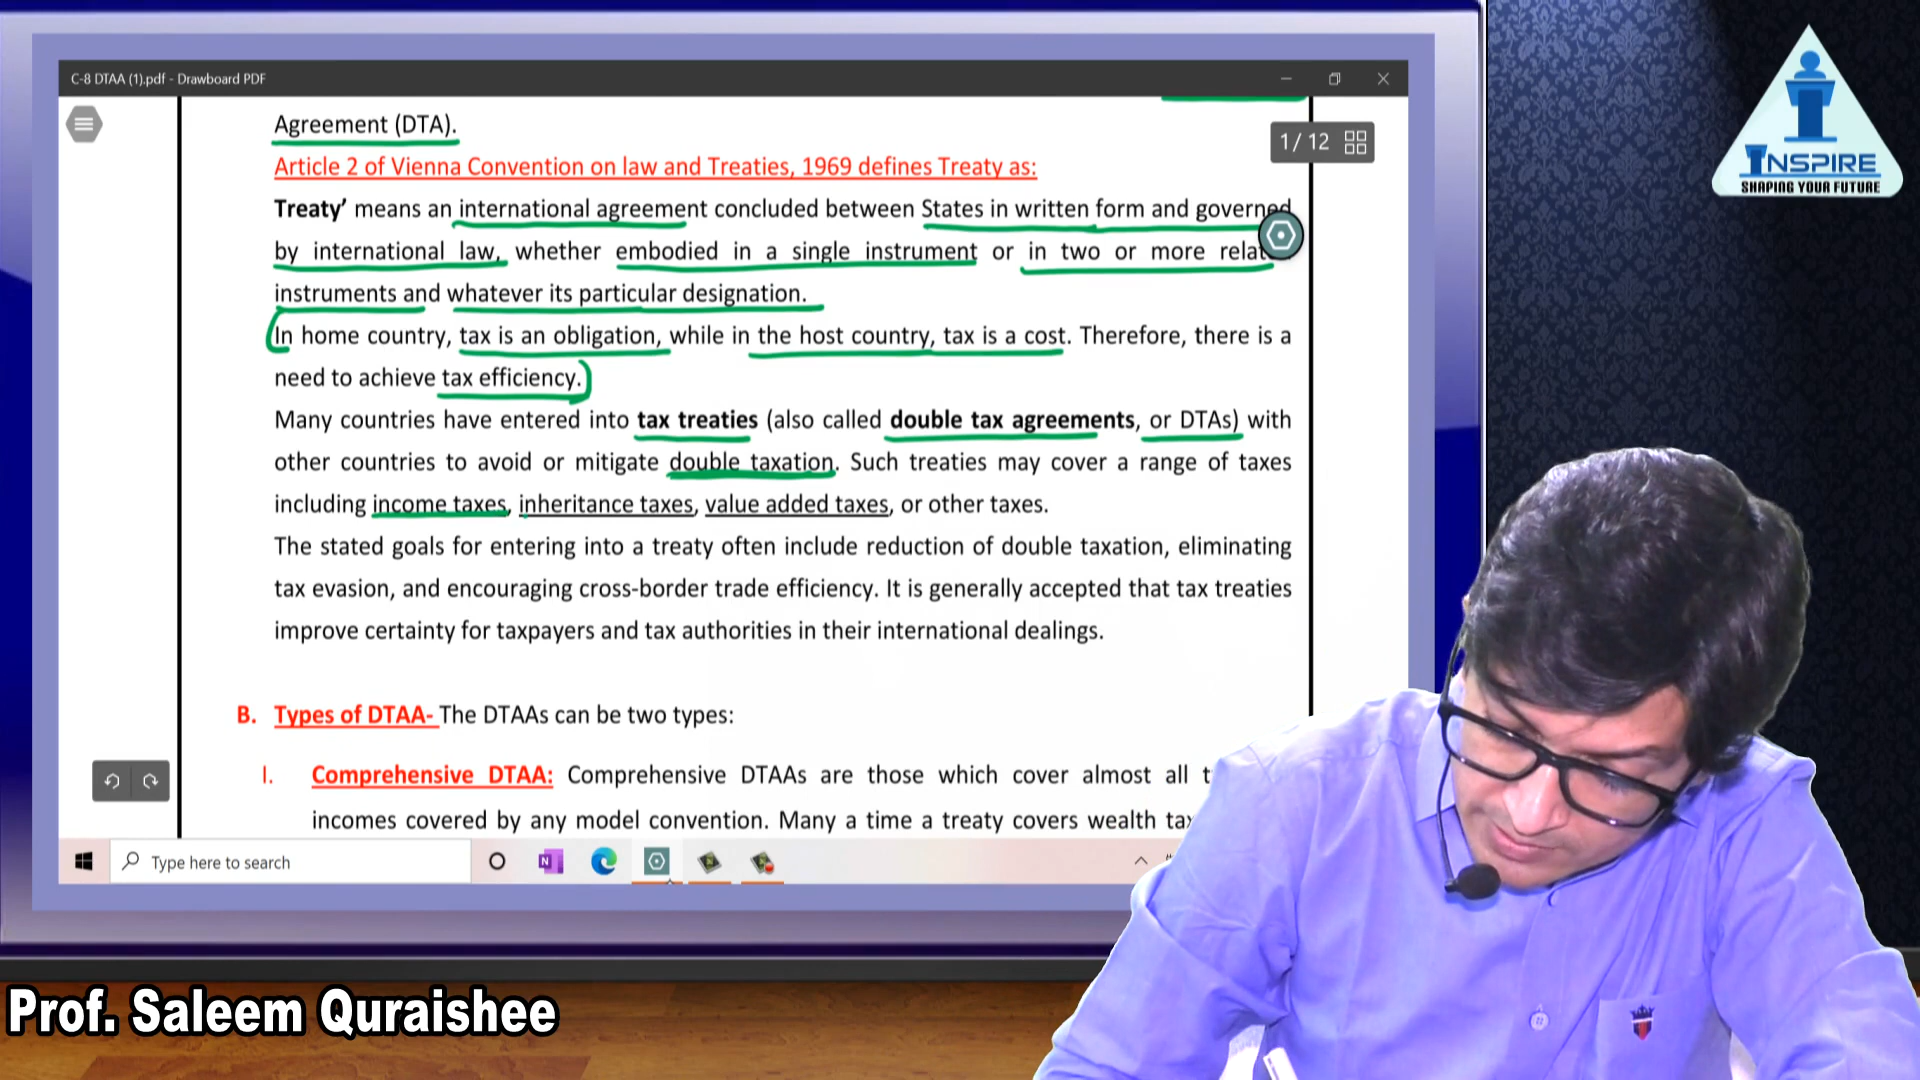 C-8 DTAA (1).pdf - Drawboard PDF
Agreement (DTA).
1 / 12
Article 2 of Vienna Convention on law and Treaties, 1969 defines Treaty as:
Treaty’ means an international agreement concluded between States in written form and governed
by international law, whether embodied in a single instrument or in two or more
instruments and whatever its particular designation.
In home country, tax is an obligation, while in the host country, tax is a cost. Therefore, there is a
need to achieve tax efficiency.
Many countries have entered into tax treaties (also called double tax agreements, or DTAs) with
other countries to avoid or mitigate double taxation. Such treaties may cover a range of taxes
including income taxes, inheritance taxes, value added taxes, or other taxes.
The stated goals for entering into a treaty often include reduction of double taxation, eliminating
tax evasion, and encouraging cross-border trade efficiency. It is generally accepted that tax treaties
improve certainty for taxpayers and tax authorities in their international dealings.
B. Types of DTAA- The DTAAs can be two types:
I. Comprehensive DTAA: Comprehensive DTAAs are those which cover almost all
incomes covered by any model convention. Many a time a treaty covers wealth
Type here to search
INSPIRE
SHAPING YOUR FUTURE
Prof. Saleem Quraishee